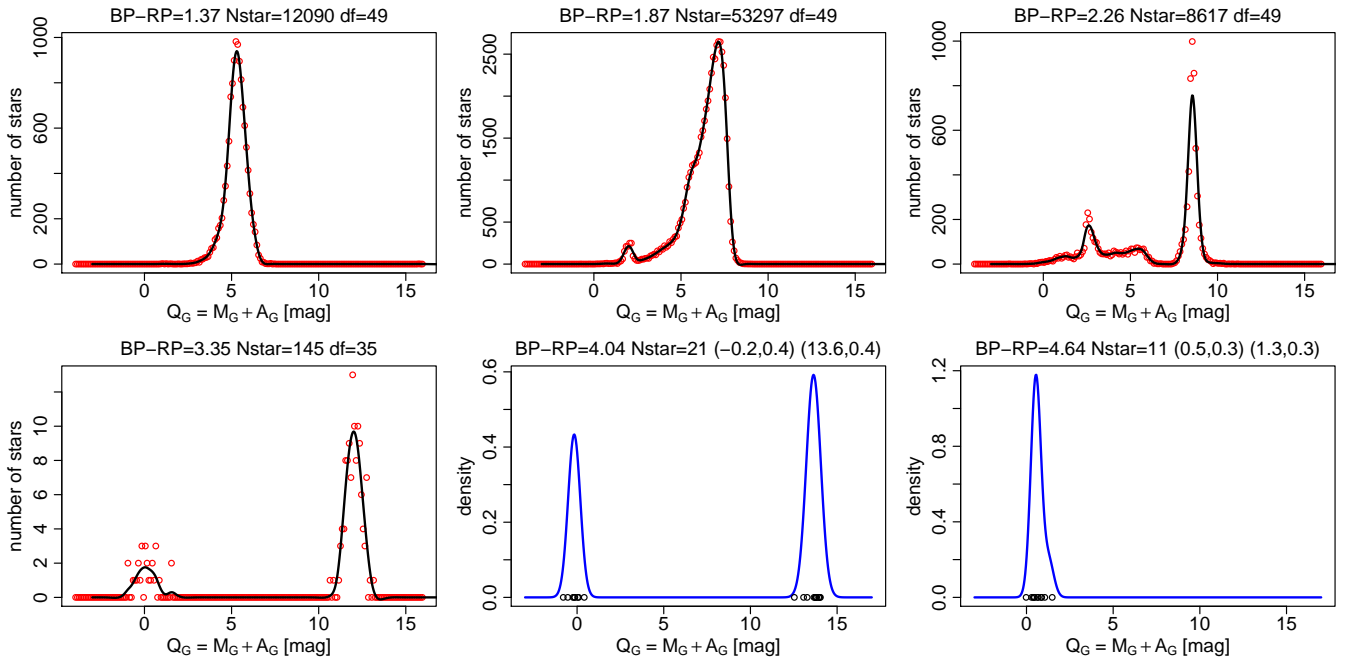 BP−RP=1.37 Nstar=12090 df=49
number of stars
0 200 600 1000
0 5 10 15
Q_G = M_G + A_G [mag]
BP−RP=1.87 Nstar=53297 df=49
number of stars
0 500 1500 2500
0 5 10 15
Q_G = M_G + A_G [mag]
BP−RP=2.26 Nstar=8617 df=49
number of stars
0 200 600 1000
0 5 10 15
Q_G = M_G + A_G [mag]
BP−RP=3.35 Nstar=145 df=35
number of stars
0 2 4 6 8 10
0 5 10 15
Q_G = M_G + A_G [mag]
BP−RP=4.04 Nstar=21 (−0.2,0.4) (13.6,0.4)
density
0.0 0.2 0.4 0.6
0 5 10 15
Q_G = M_G + A_G [mag]
BP−RP=4.64 Nstar=11 (0.5,0.3) (1.3,0.3)
density
0.0 0.4 0.8 1.2
0 5 10 15
Q_G = M_G + A_G [mag]